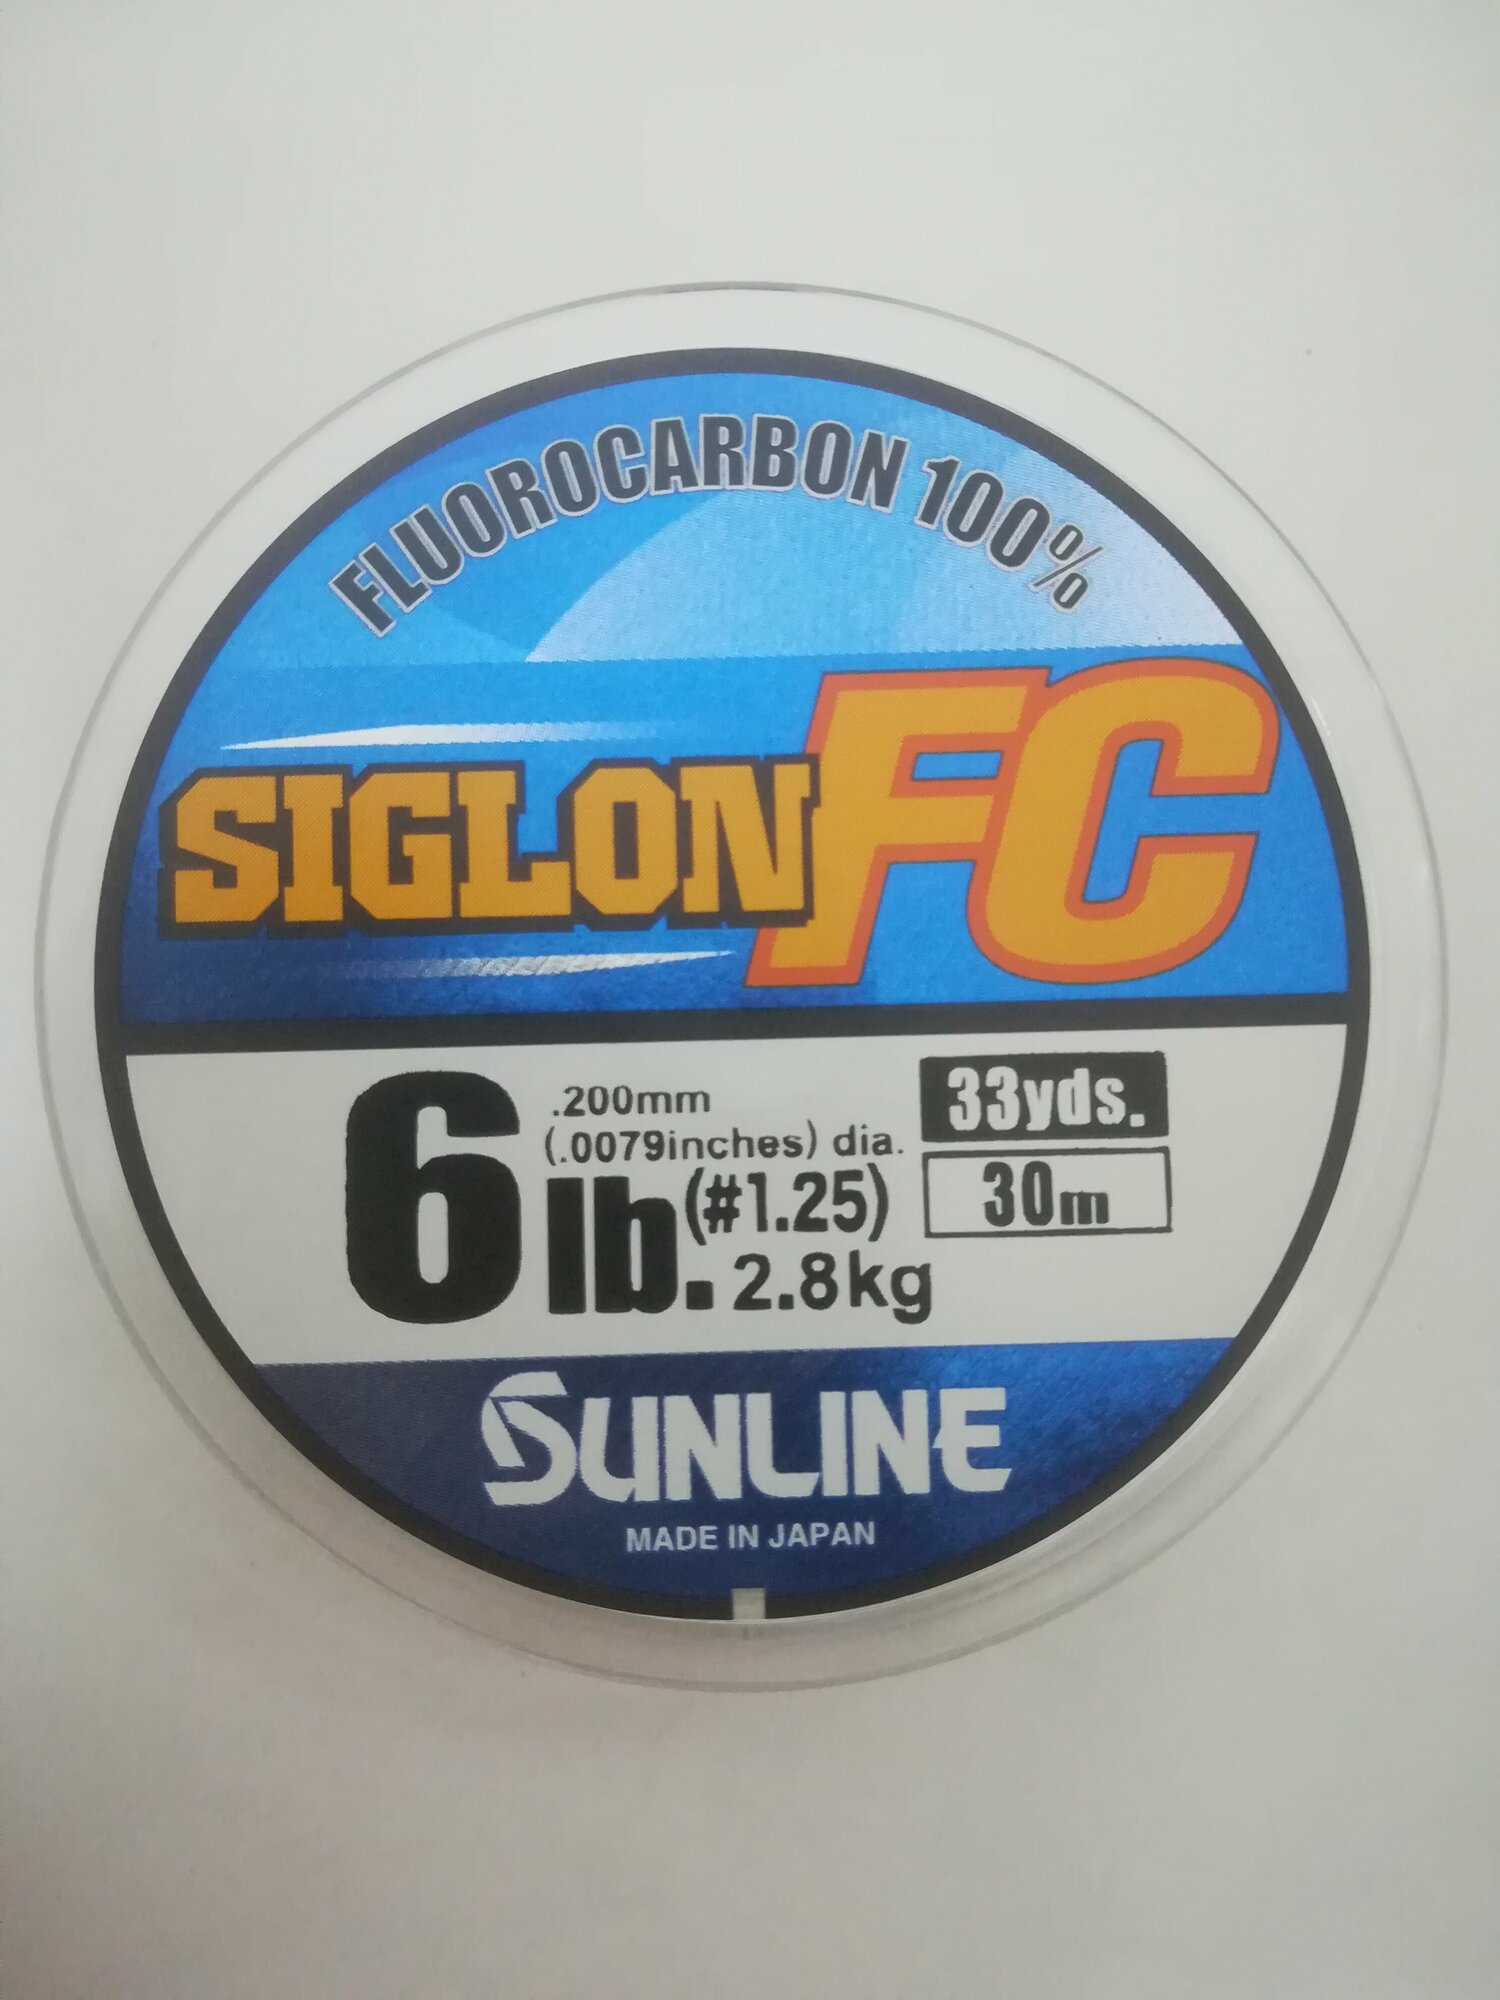 FLUOROCARBON 100%
SIGLON FC
6 lb. (#1.25) 2.8kg
.200mm
(.0079inches) dia.
33yds.
30m
SUNLINE
MADE IN JAPAN